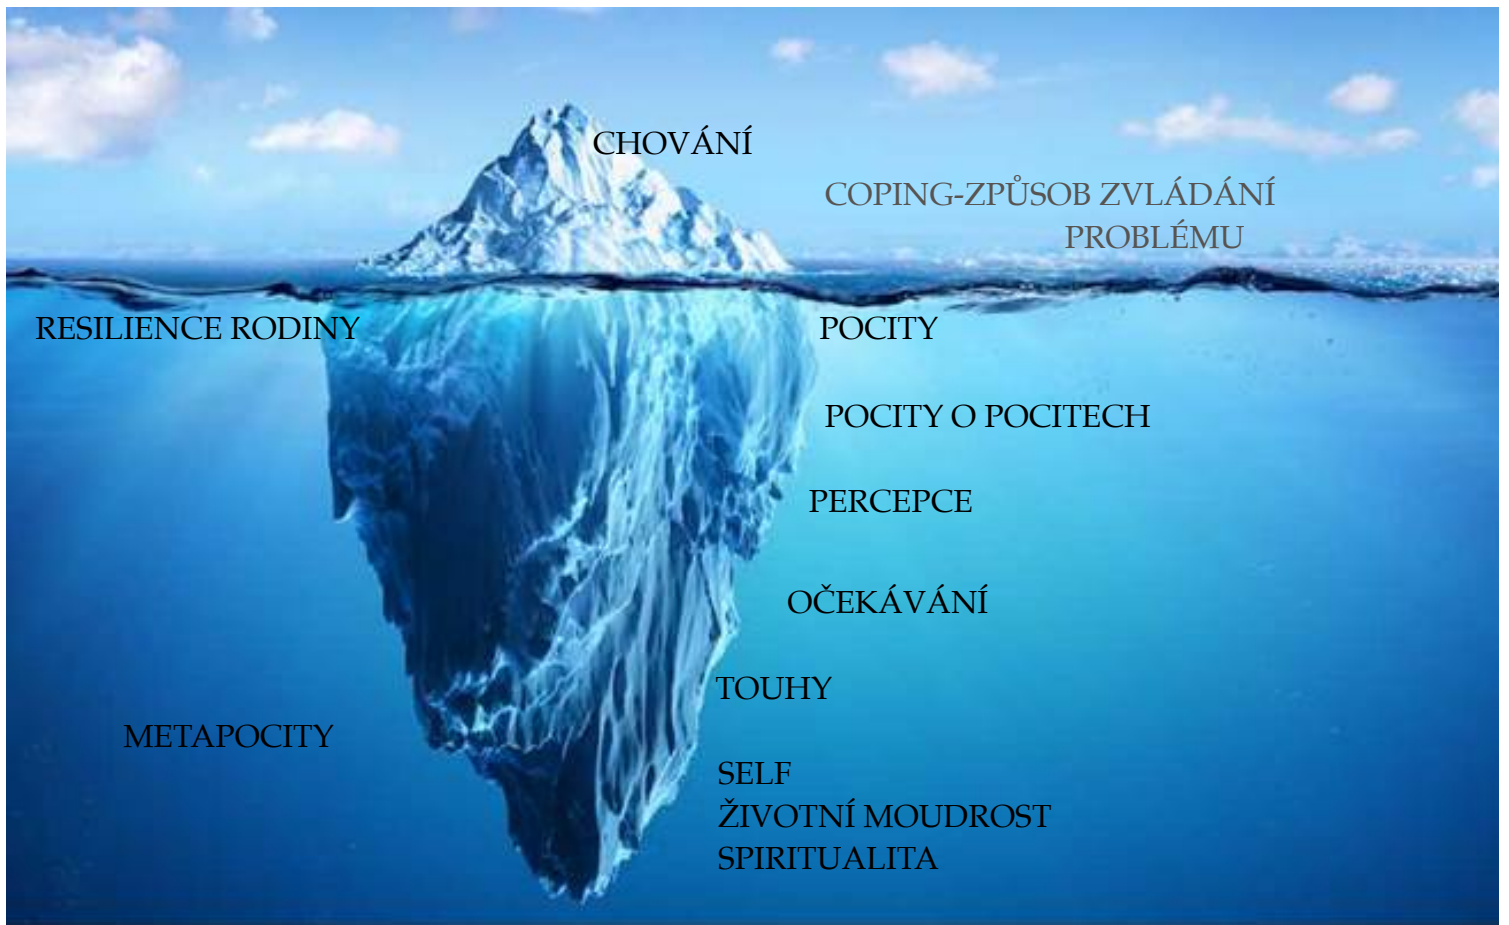 CHOVÁNÍ
COPING-ZPŮSOB ZVLÁDÁNÍ
PROBLÉMU
RESILIENCE RODINY
POCITY
POCITY O POCITECH
PERCEPCE
OČEKÁVÁNÍ
TOUHY
METAPOCITY
SELF
ŽIVOTNÍ MOUDROST
SPIRITUALITA